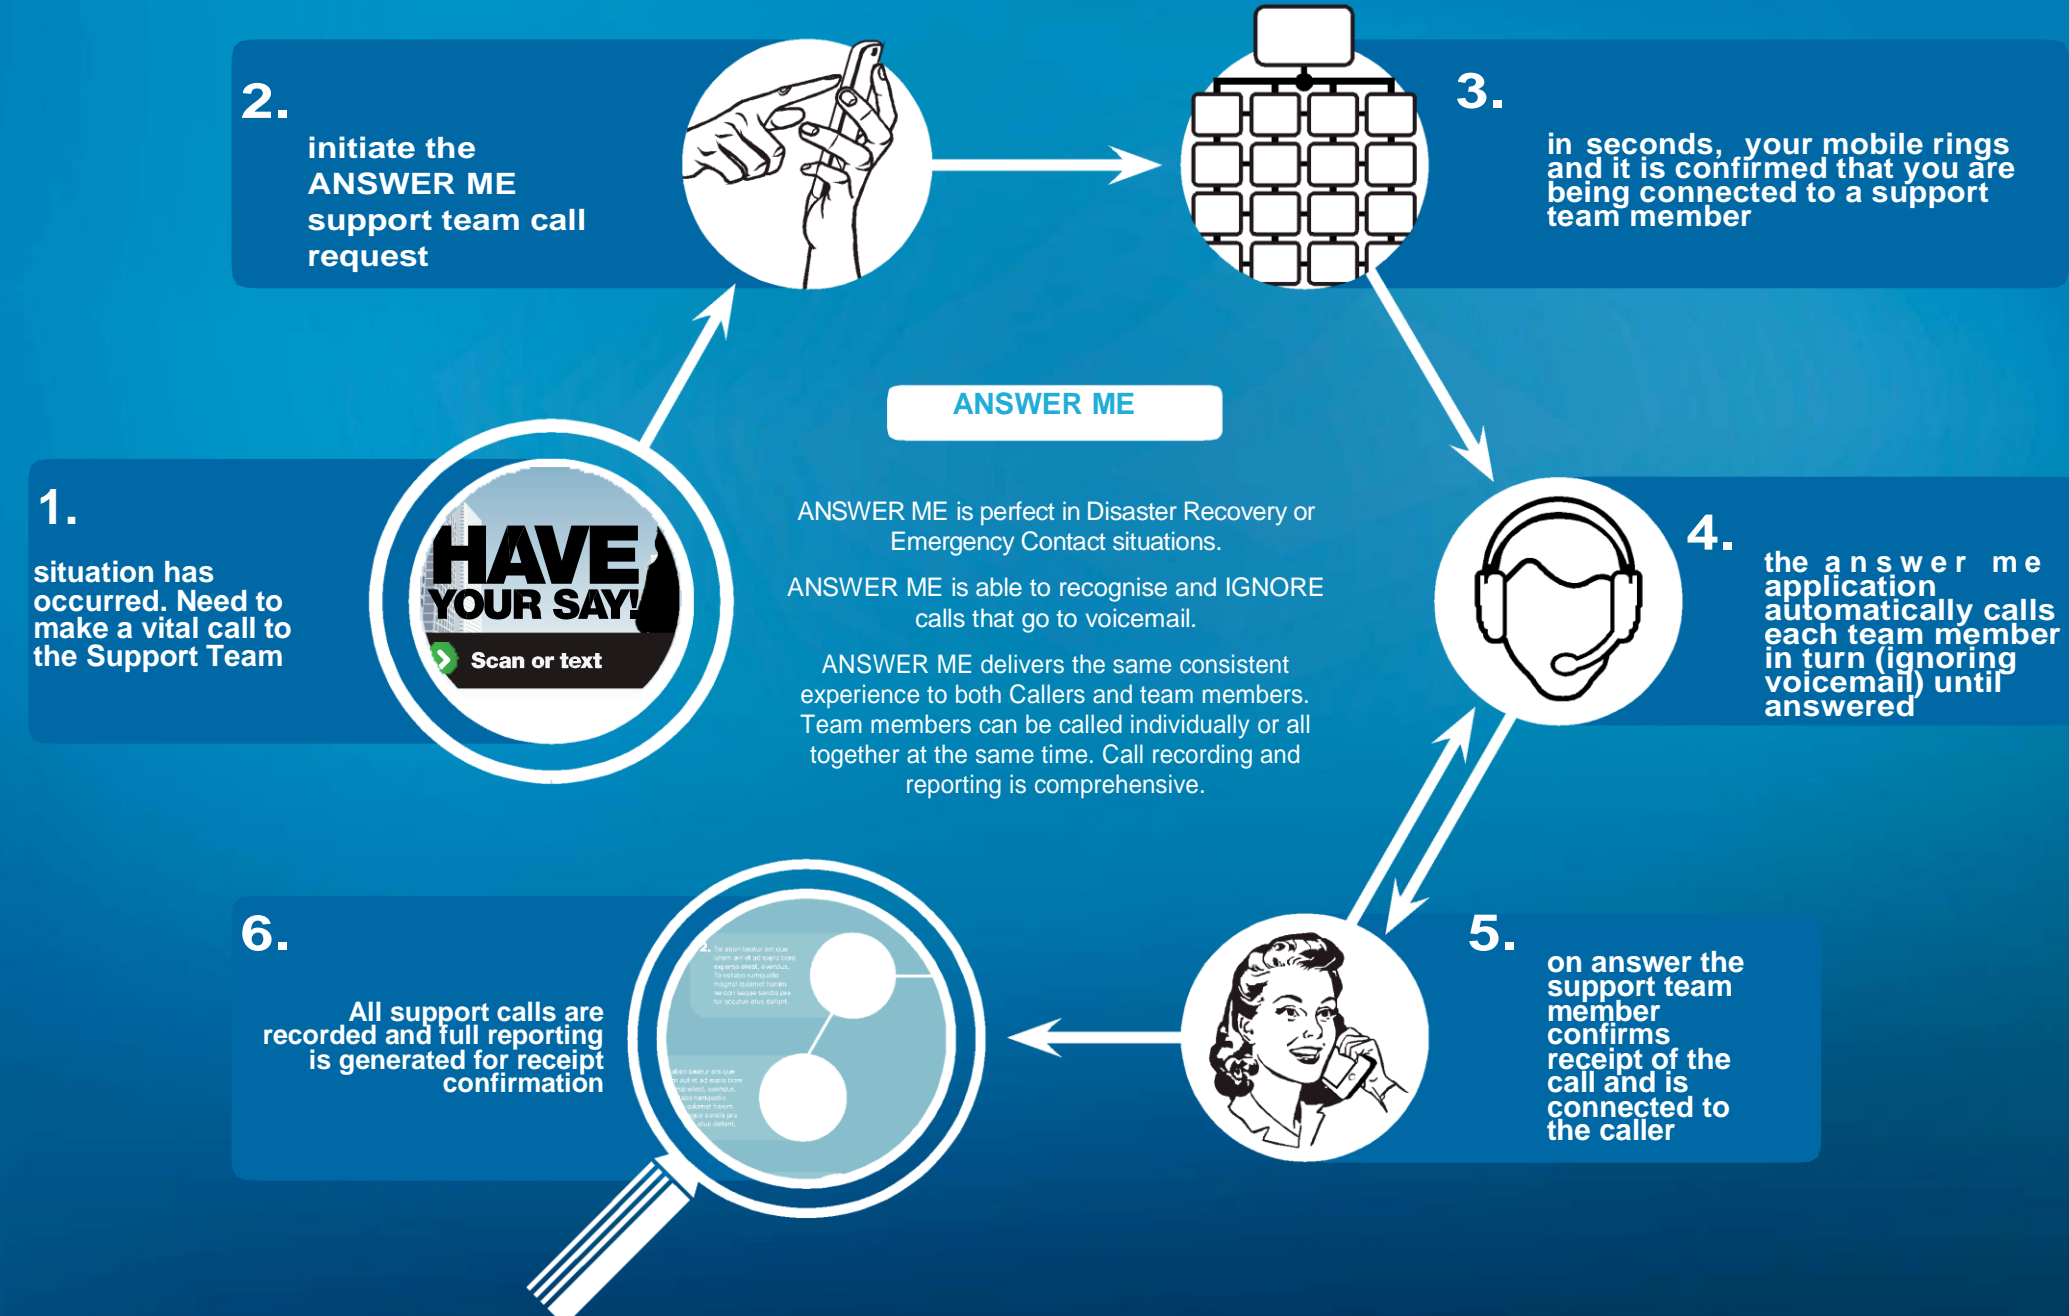 1.
situation has
occurred. Need to
make a vital call to
the Support Team
HAVE
YOUR SAY!
Scan or text
2.
initiate the
ANSWER ME
support team call
request
3.
in seconds, your mobile rings
and it is confirmed that you are
being connected to a support
team member
4.
the answer me
application
automatically calls
each team member
in turn (ignoring
voicemail) until
answered
5.
on answer the
support team
member
confirms
receipt of the
call and is
connected to
the caller
6.
All support calls are
recorded and full reporting
is generated for receipt
confirmation
2.
ANSWER ME
ANSWER ME is perfect in Disaster Recovery or
Emergency Contact situations.
ANSWER ME is able to recognise and IGNORE
calls that go to voicemail.
ANSWER ME delivers the same consistent
experience to both Callers and team members.
Team members can be called individually or all
together at the same time. Call recording and
reporting is comprehensive.